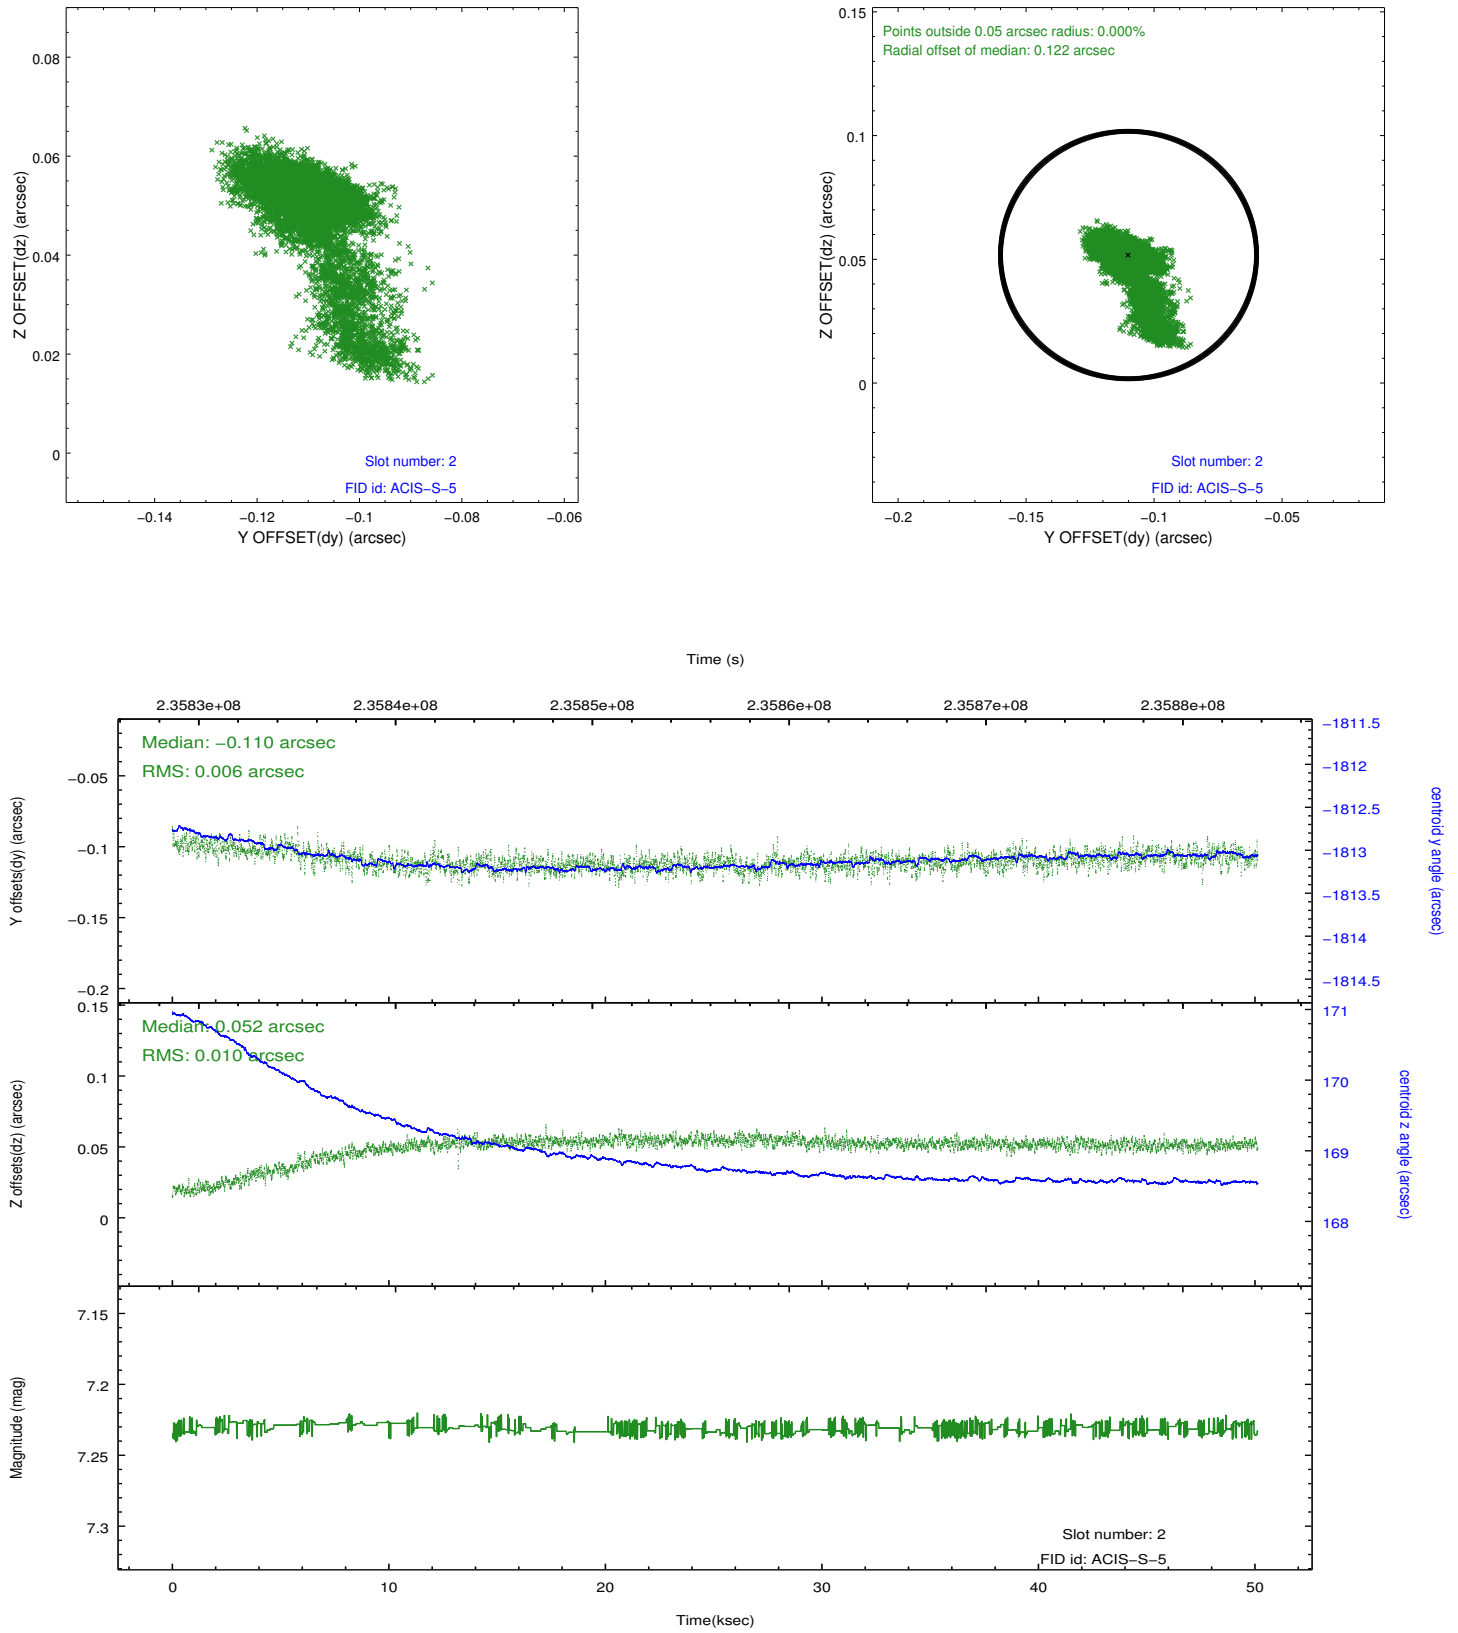 0.08
0.06
0.04
0.02
0
−0.14
−0.12
−0.1
−0.08
−0.06
Z OFFSET(dz) (arcsec)
Y OFFSET(dy) (arcsec)
Slot number: 2
FID id: ACIS−S−5
Points outside 0.05 arcsec radius: 0.000%
Radial offset of median: 0.122 arcsec
0.15
0.1
0.05
0
−0.2
−0.15
−0.1
−0.05
Z OFFSET(dz) (arcsec)
Y OFFSET(dy) (arcsec)
Slot number: 2
FID id: ACIS−S−5
Time (s)
2.3583e+08
2.3584e+08
2.3585e+08
2.3586e+08
2.3587e+08
2.3588e+08
Median: −0.110 arcsec
RMS: 0.006 arcsec
−0.05
−0.1
−0.15
−0.2
Y offsets(dy) (arcsec)
−1811.5
−1812
−1812.5
−1813
−1813.5
−1814
−1814.5
centroid y angle (arcsec)
Median: 0.052 arcsec
RMS: 0.010 arcsec
0.15
0.1
0.05
0
Z offsets(dz) (arcsec)
171
170
169
168
centroid z angle (arcsec)
7.15
7.2
7.25
7.3
Magnitude (mag)
Slot number: 2
FID id: ACIS−S−5
0
10
20
30
40
50
Time(ksec)